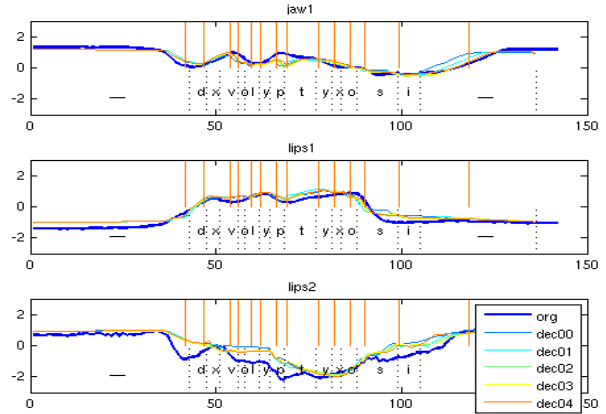 jaw1
2
0
-2
— d x v o l y p t y x o s i —
0 50 100 150
lips1
2
0
-2
— d x v o l y p t y x o s i —
0 50 100 150
lips2
2
0
-2
— d x v o l y p t y x o s i —
0 50 100 150
org
dec00
dec01
dec02
dec03
dec04